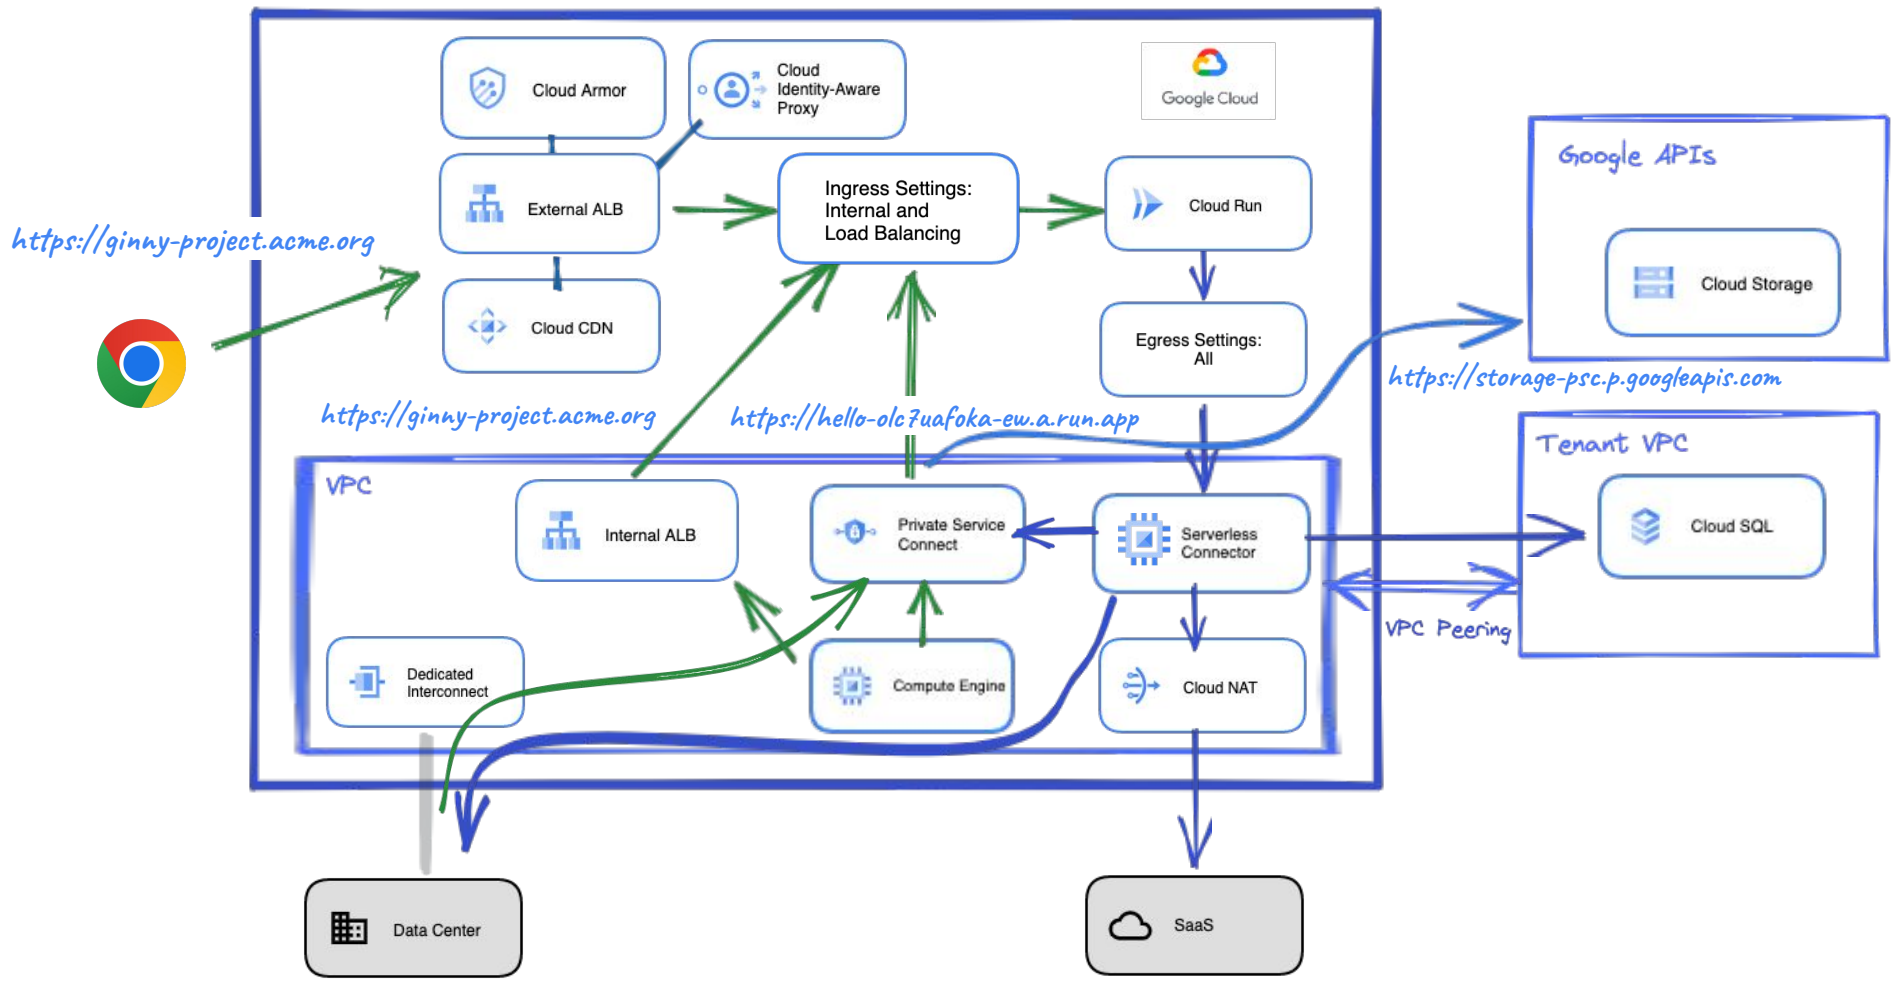 Cloud Armor
Cloud
Identity-Aware
Proxy
Google Cloud
External ALB
Ingress Settings:
Internal and
Load Balancing
Cloud Run
Google APIs
Cloud Storage
https://ginny-project.acme.org
Cloud CDN
Egress Settings:
All
https://storage-psc.p.googleapis.com
https://ginny-project.acme.org
https://hello-olc7uafoka-ew.a.run.app
VPC
Internal ALB
Private Service
Connect
Serverless
Connector
Tenant VPC
Cloud SQL
VPC Peering
Dedicated
Interconnect
Compute Engine
Cloud NAT
Data Center
SaaS